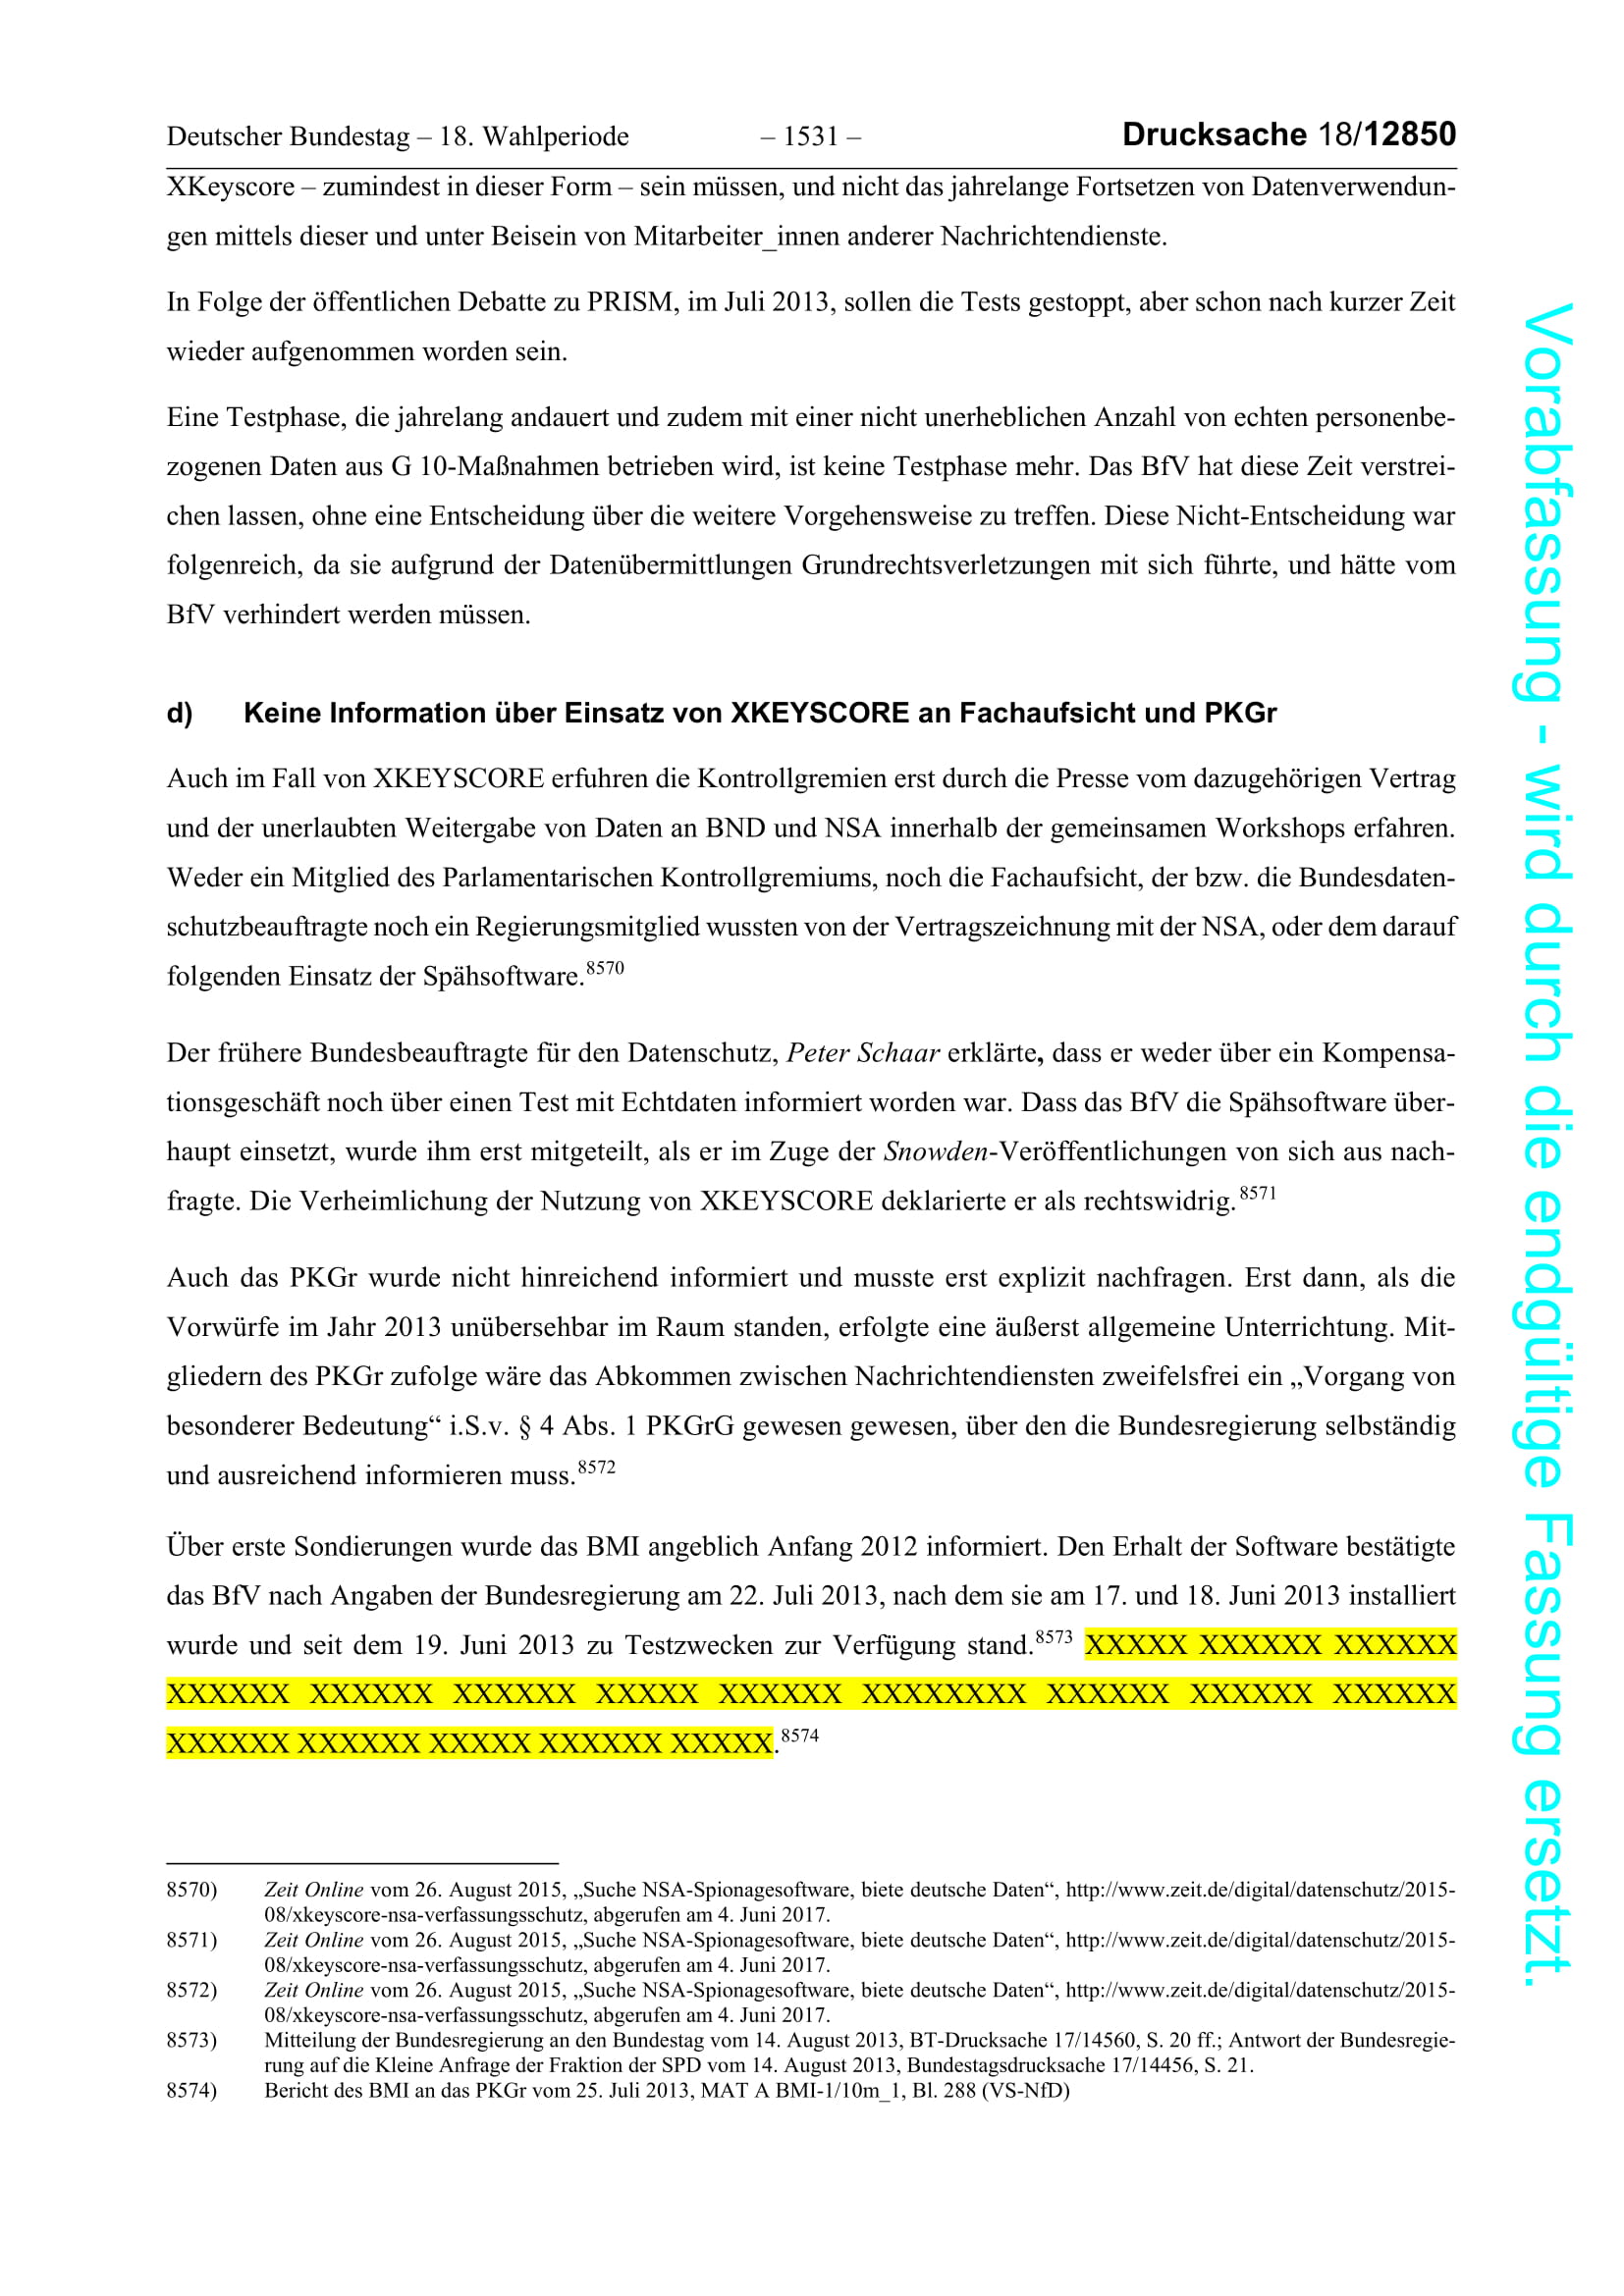 Deutscher Bundestag – 18. Wahlperiode – 1531 – Drucksache 18/12850
XKeyscore – zumindest in dieser Form – sein müssen, und nicht das jahrelange Fortsetzen von Datenverwendun-
gen mittels dieser und unter Beisein von Mitarbeiter_innen anderer Nachrichtendienste.
In Folge der öffentlichen Debatte zu PRISM, im Juli 2013, sollen die Tests gestoppt, aber schon nach kurzer Zeit
wieder aufgenommen worden sein.
Eine Testphase, die jahrelang andauert und zudem mit einer nicht unerheblichen Anzahl von echten personenbe-
zogenen Daten aus G 10-Maßnahmen betrieben wird, ist keine Testphase mehr. Das BfV hat diese Zeit verstrei-
chen lassen, ohne eine Entscheidung über die weitere Vorgehensweise zu treffen. Diese Nicht-Entscheidung war
folgenreich, da sie aufgrund der Datenübermittlungen Grundrechtsverletzungen mit sich führte, und hätte vom
BfV verhindert werden müssen.
d) Keine Information über Einsatz von XKEYSCORE an Fachaufsicht und PKGr
Auch im Fall von XKEYSCORE erfuhren die Kontrollgremien erst durch die Presse vom dazugehörigen Vertrag
und der unerlaubten Weitergabe von Daten an BND und NSA innerhalb der gemeinsamen Workshops erfahren.
Weder ein Mitglied des Parlamentarischen Kontrollgremiums, noch die Fachaufsicht, der bzw. die Bundesdaten-
schutzbeauftragte noch ein Regierungsmitglied wussten von der Vertragszeichnung mit der NSA, oder dem darauf
folgenden Einsatz der Spähsoftware.8570
Der frühere Bundesbeauftragte für den Datenschutz, Peter Schaar erklärte, dass er weder über ein Kompensa-
tionsgeschäft noch über einen Test mit Echtdaten informiert worden war. Dass das BfV die Spähsoftware über-
haupt einsetzt, wurde ihm erst mitgeteilt, als er im Zuge der Snowden-Veröffentlichungen von sich aus nach-
fragte. Die Verheimlichung der Nutzung von XKEYSCORE deklarierte er als rechtswidrig.8571
Auch das PKGr wurde nicht hinreichend informiert und musste erst explizit nachfragen. Erst dann, als die
Vorwürfe im Jahr 2013 unübersehbar im Raum standen, erfolgte eine äußerst allgemeine Unterrichtung. Mit-
gliedern des PKGr zufolge wäre das Abkommen zwischen Nachrichtendiensten zweifelsfrei ein „Vorgang von
besonderer Bedeutung“ i.S.v. § 4 Abs. 1 PKGrG gewesen gewesen, über den die Bundesregierung selbständig
und ausreichend informieren muss.8572
Über erste Sondierungen wurde das BMI angeblich Anfang 2012 informiert. Den Erhalt der Software bestätigte
das BfV nach Angaben der Bundesregierung am 22. Juli 2013, nach dem sie am 17. und 18. Juni 2013 installiert
wurde und seit dem 19. Juni 2013 zu Testzwecken zur Verfügung stand.8573 XXXXX XXXXXX XXXXXX
XXXXXX XXXXXX XXXXXX XXXXX XXXXXX XXXXXXXX XXXXXX XXXXXX XXXXXX
XXXXXX XXXXXX XXXXX XXXXXX XXXXX.8574
8570) Zeit Online vom 26. August 2015, „Suche NSA-Spionagesoftware, biete deutsche Daten“, http://www.zeit.de/digital/datenschutz/2015-
08/xkeyscore-nsa-verfassungsschutz, abgerufen am 4. Juni 2017.
8571) Zeit Online vom 26. August 2015, „Suche NSA-Spionagesoftware, biete deutsche Daten“, http://www.zeit.de/digital/datenschutz/2015-
08/xkeyscore-nsa-verfassungsschutz, abgerufen am 4. Juni 2017.
8572) Zeit Online vom 26. August 2015, „Suche NSA-Spionagesoftware, biete deutsche Daten“, http://www.zeit.de/digital/datenschutz/2015-
08/xkeyscore-nsa-verfassungsschutz, abgerufen am 4. Juni 2017.
8573) Mitteilung der Bundesregierung an den Bundestag vom 14. August 2013, BT-Drucksache 17/14560, S. 20 ff.; Antwort der Bundesregie-
rung auf die Kleine Anfrage der Fraktion der SPD vom 14. August 2013, Bundestagsdrucksache 17/14456, S. 21.
8574) Bericht des BMI an das PKGr vom 25. Juli 2013, MAT A BMI-1/10m_1, Bl. 288 (VS-NfD)
Vorabfassung - wird durch die endgültige Fassung ersetzt.